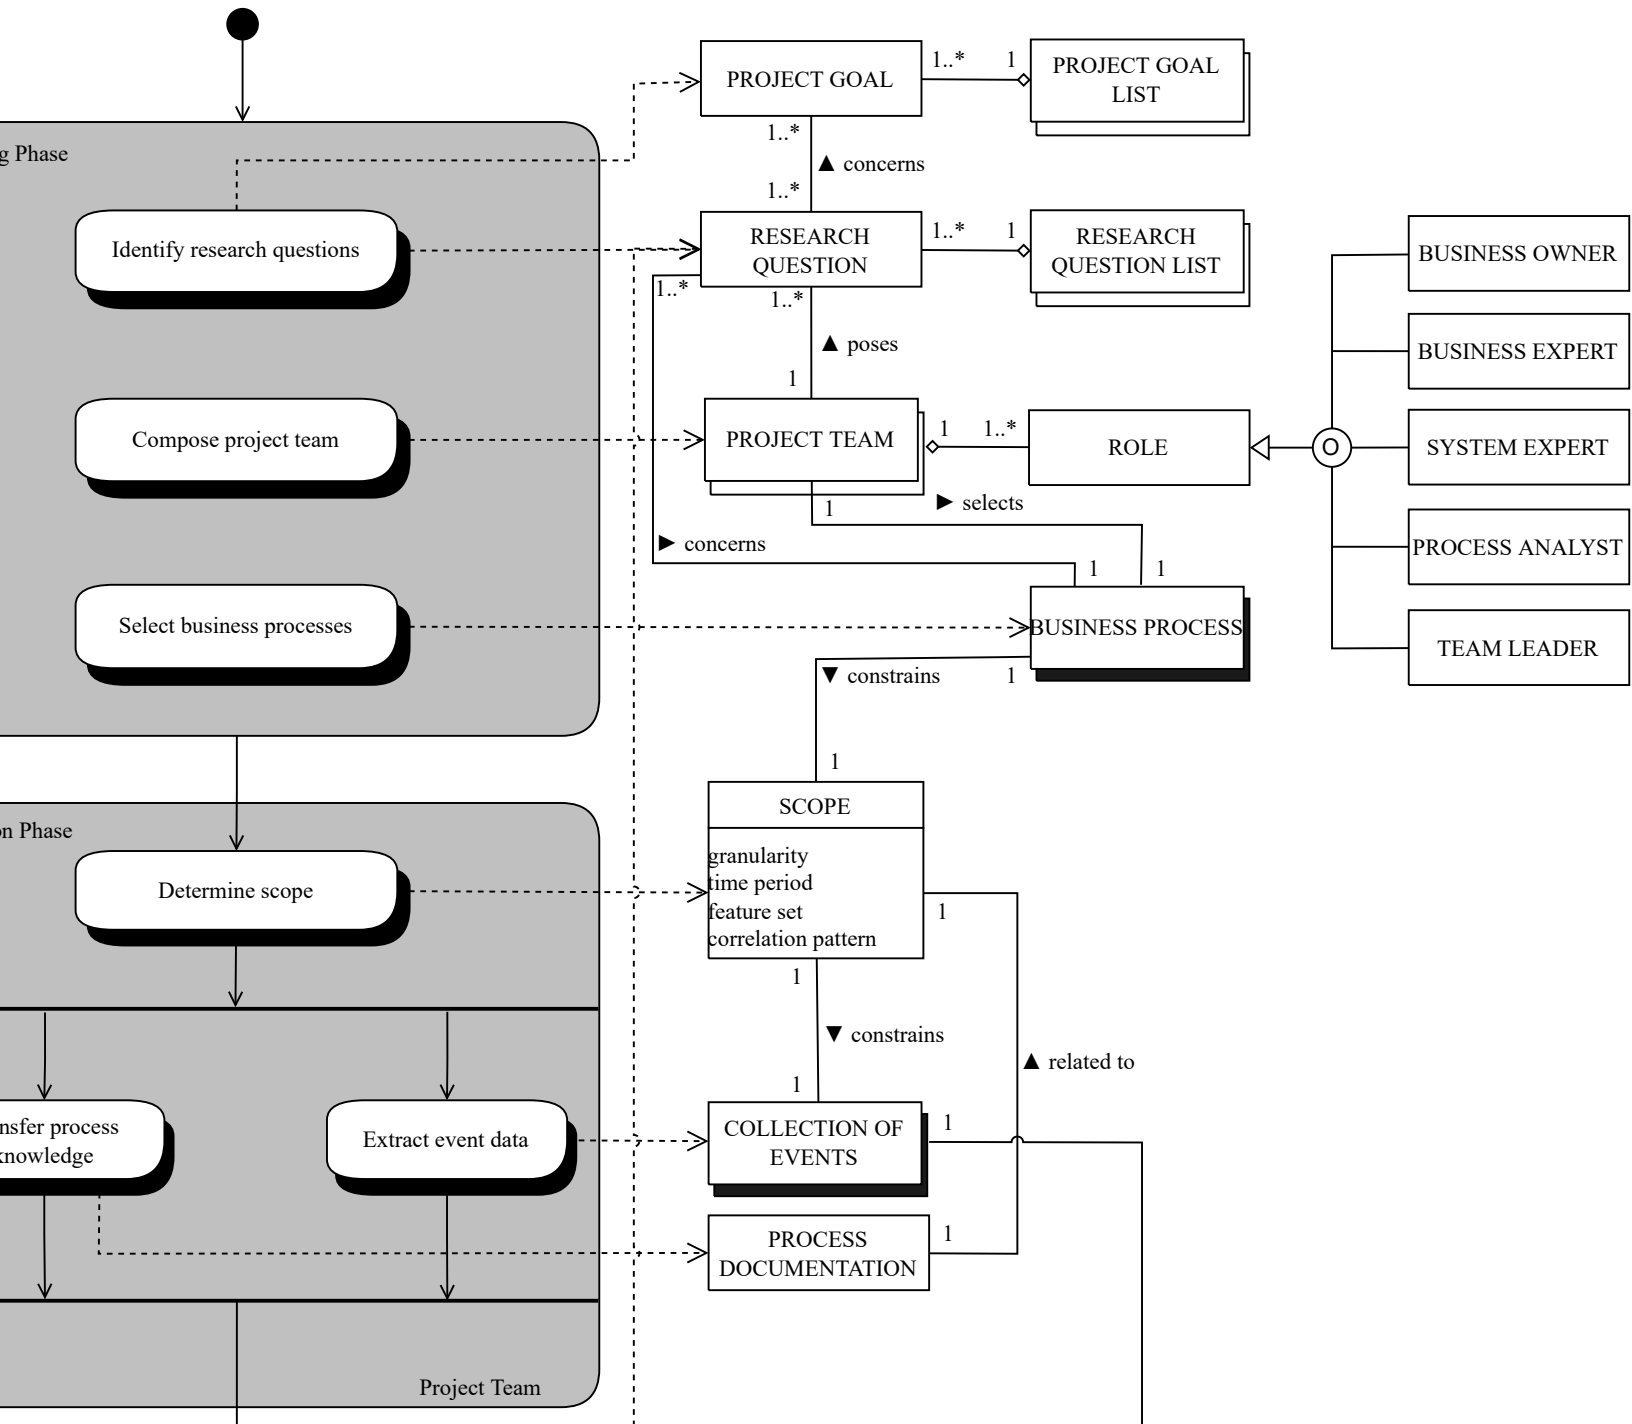 g Phase
Identify research questions
Compose project team
Select business processes
on Phase
Determine scope
nsfer process
knowledge
Extract event data
Project Team
PROJECT GOAL
1..*
1
PROJECT GOAL
LIST
1..*
▲ concerns
1..*
RESEARCH
QUESTION
1..*
1
RESEARCH
QUESTION LIST
1..*
1..*
▲ poses
1
PROJECT TEAM
1
1..*
ROLE
O
BUSINESS OWNER
BUSINESS EXPERT
SYSTEM EXPERT
PROCESS ANALYST
TEAM LEADER
1
► selects
► concerns
1
1
BUSINESS PROCESS
▼ constrains
1
1
SCOPE
granularity
time period
feature set
correlation pattern
1
1
▼ constrains
▲ related to
1
COLLECTION OF
EVENTS
1
PROCESS
DOCUMENTATION
1